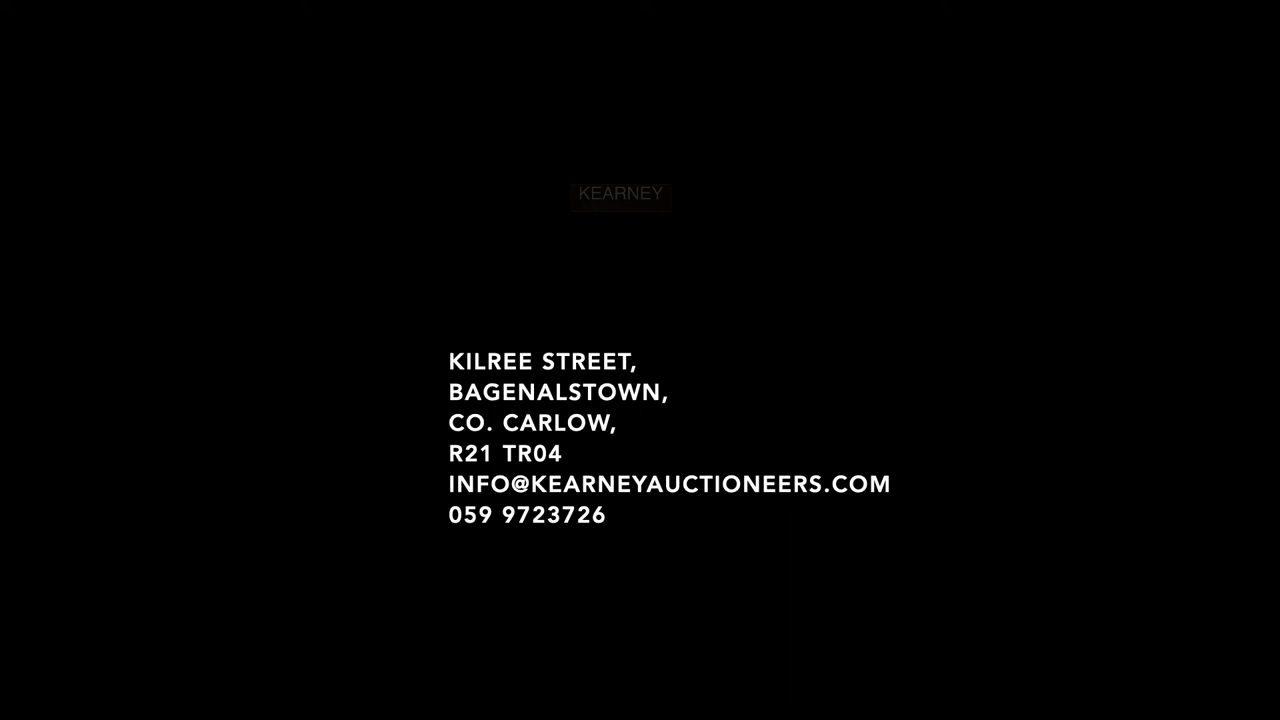 KEARNEY
KILREE STREET,
BAGENALSTOWN,
CO. CARLOW,
R21 TR04
INFO@KEARNEYAUCTIONEERS.COM
059 9723726